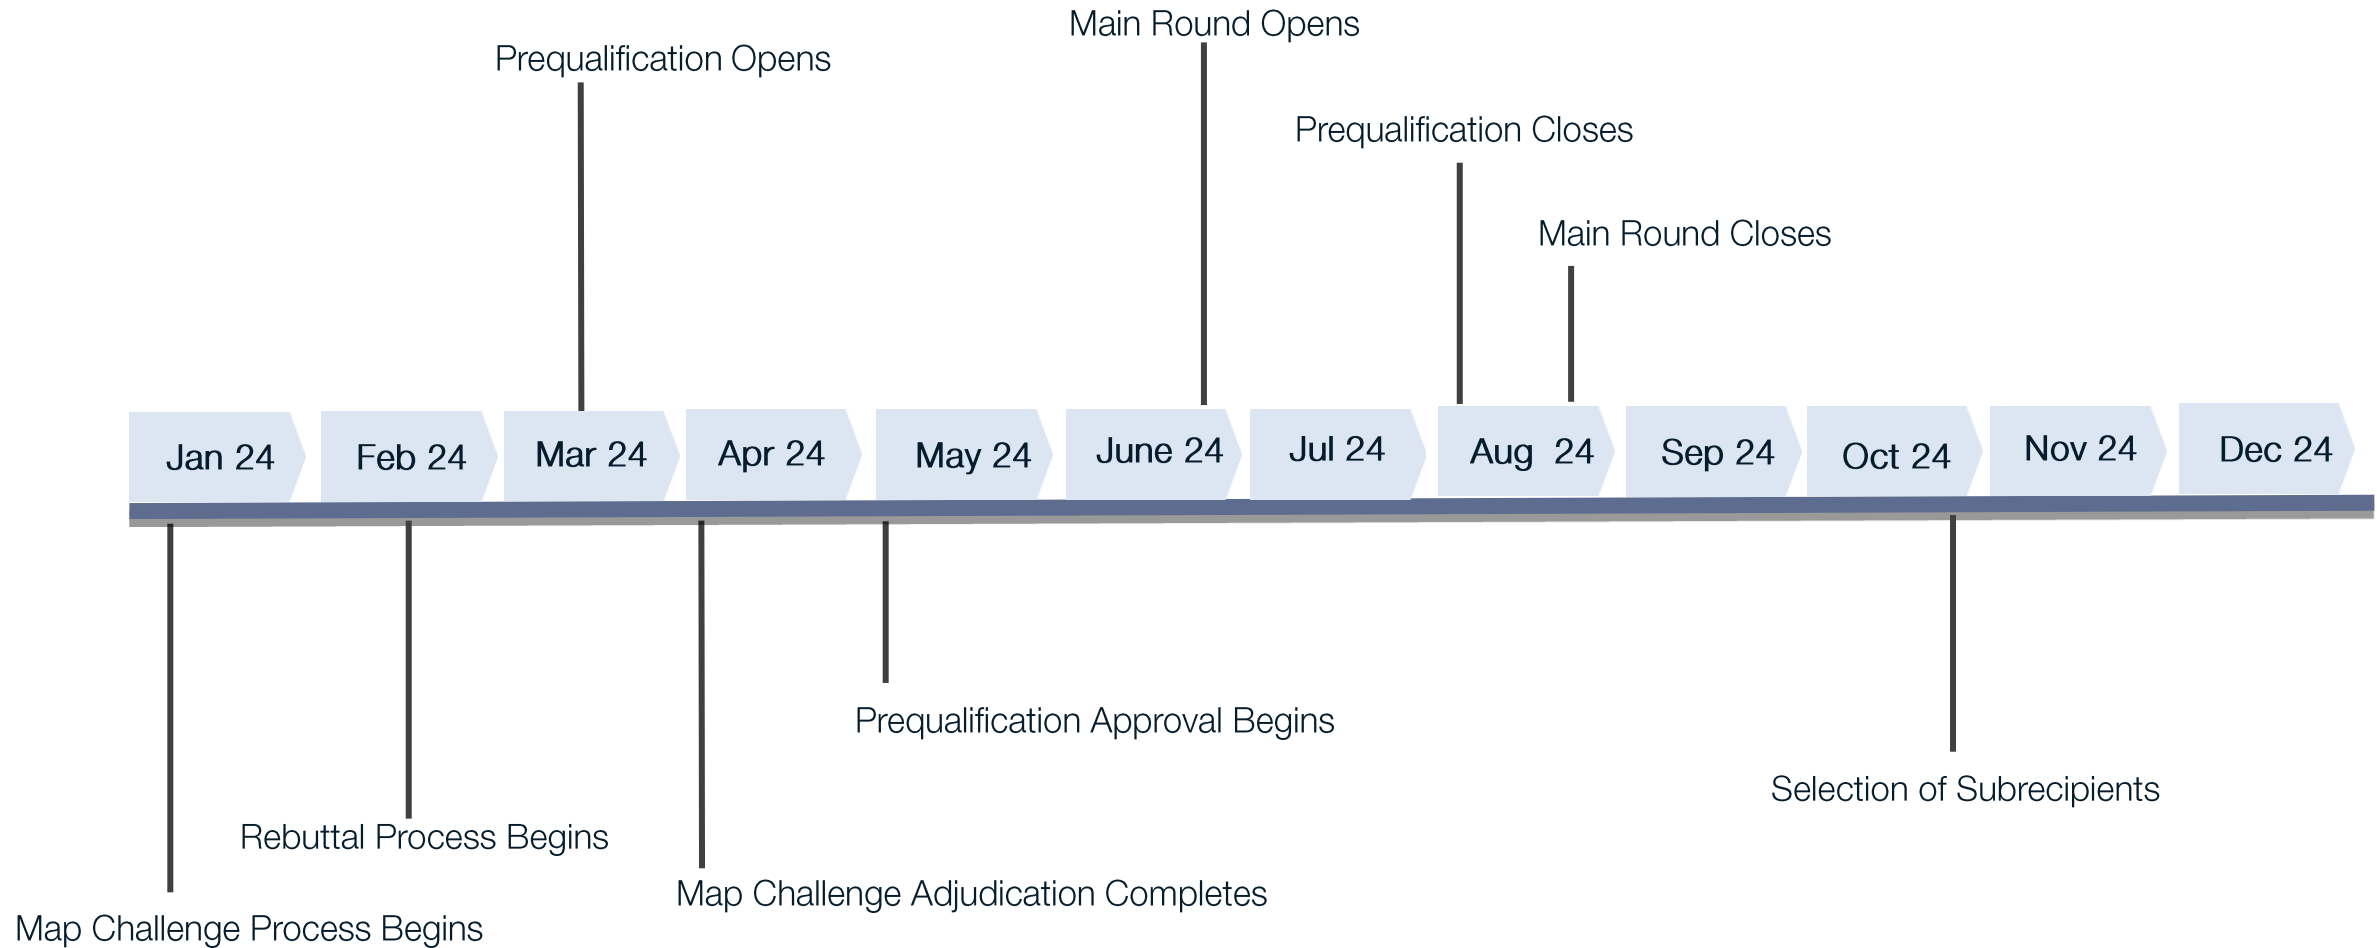 Main Round Opens
Prequalification Opens
Prequalification Closes
Main Round Closes
Jan 24
Feb 24
Mar 24
Apr 24
May 24
June 24
Jul 24
Aug 24
Sep 24
Oct 24
Nov 24
Dec 24
Prequalification Approval Begins
Selection of Subrecipients
Rebuttal Process Begins
Map Challenge Adjudication Completes
Map Challenge Process Begins